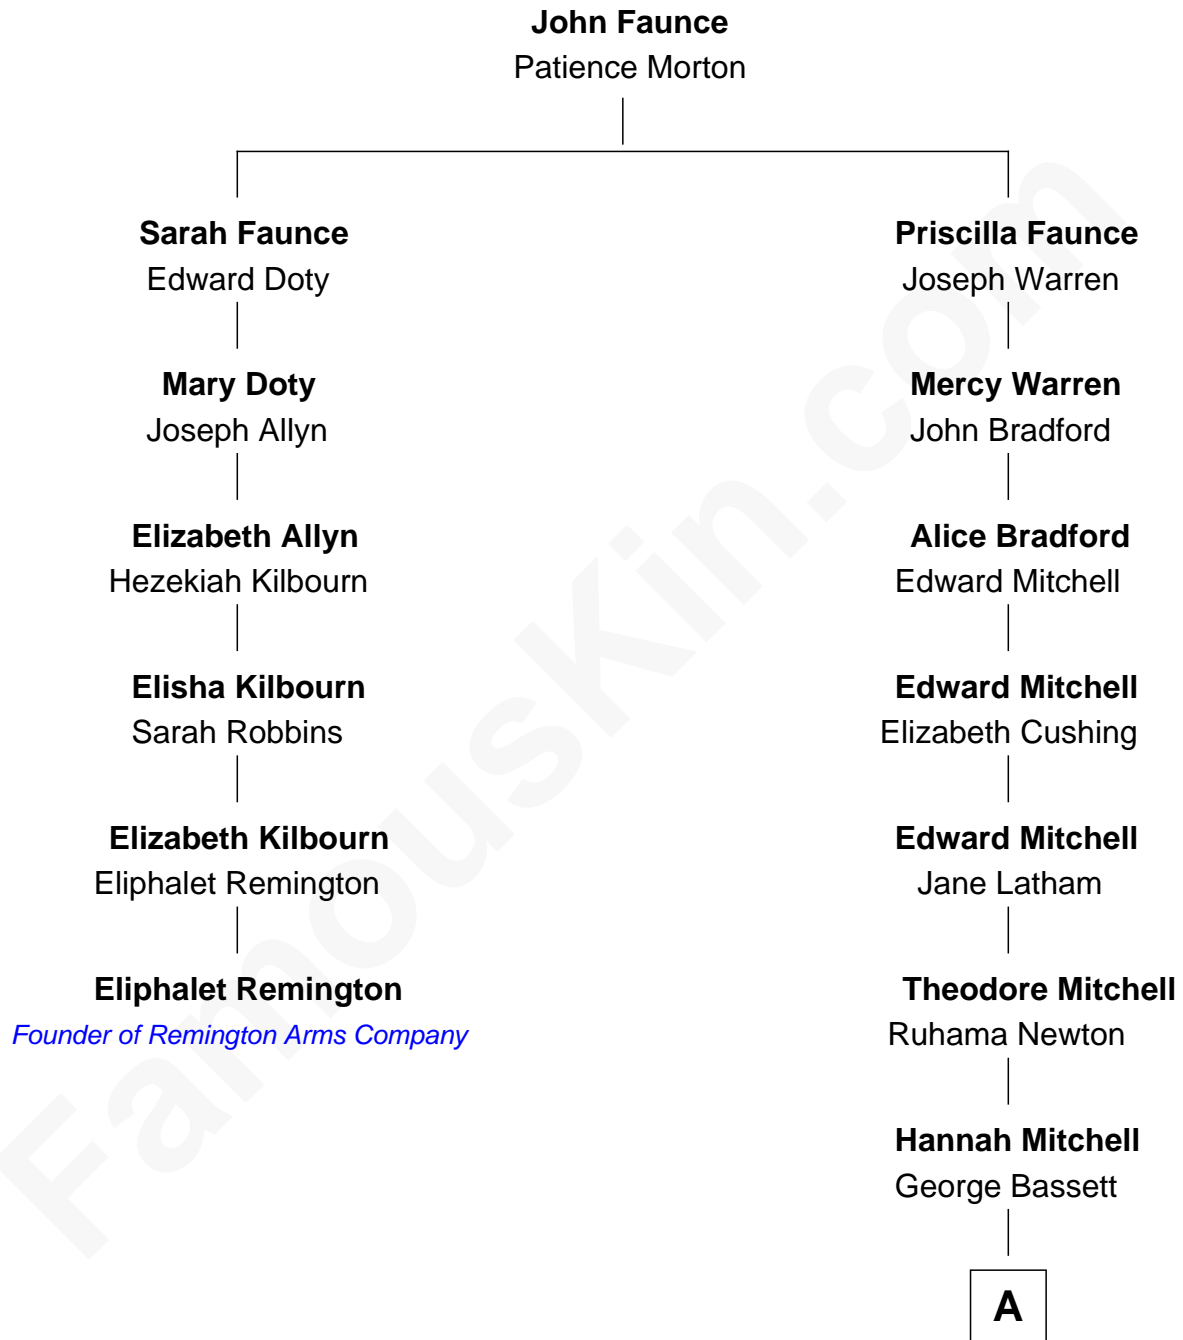 John Faunce
Patience Morton
Sarah Faunce
Edward Doty
Priscilla Faunce
Joseph Warren
Mary Doty
Joseph Allyn
Mercy Warren
John Bradford
Elizabeth Allyn
Hezekiah Kilbourn
Alice Bradford
Edward Mitchell
Elisha Kilbourn
Sarah Robbins
Edward Mitchell
Elizabeth Cushing
Elizabeth Kilbourn
Eliphalet Remington
Edward Mitchell
Jane Latham
Eliphalet Remington
Founder of Remington Arms Company
Theodore Mitchell
Ruhama Newton
Hannah Mitchell
George Bassett
A
FamousKin.com